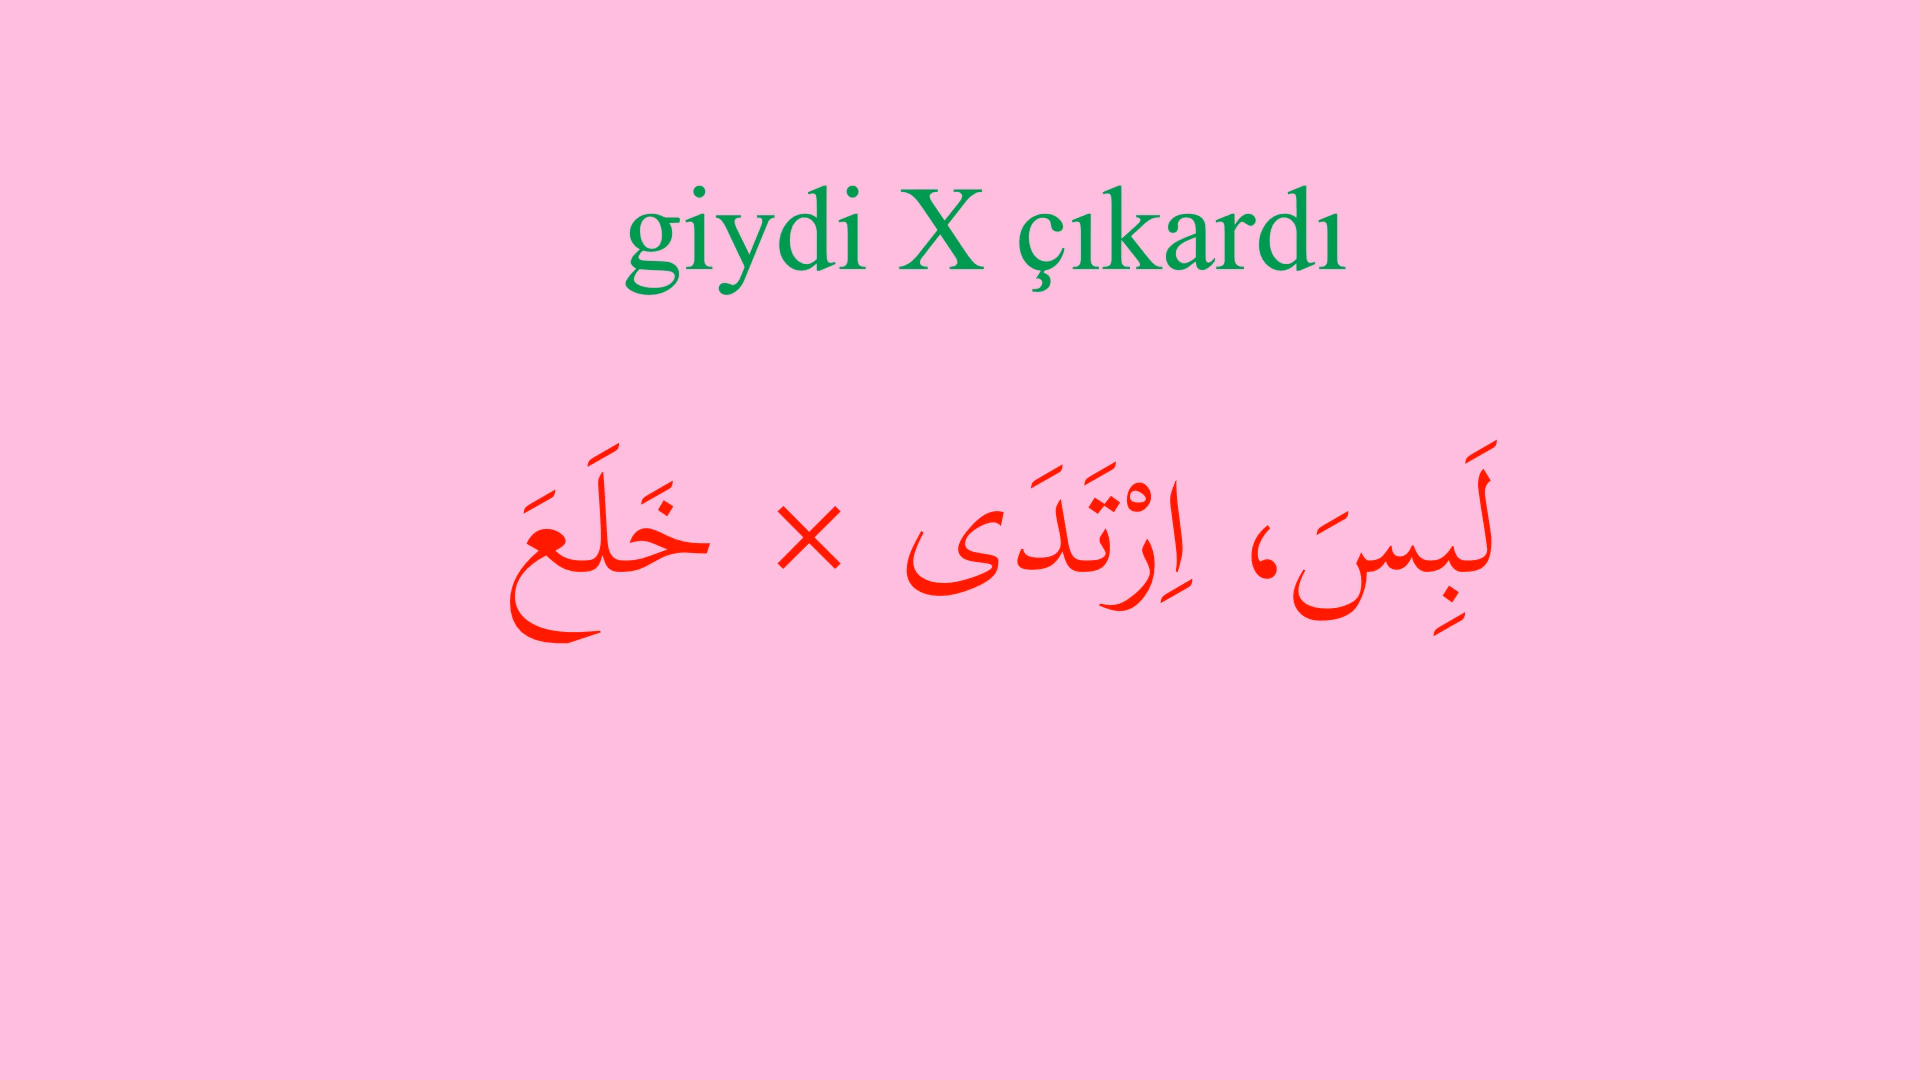 giydi X çıkardı
لَبِسَ، اِرْتَدَى × خَلَعَ